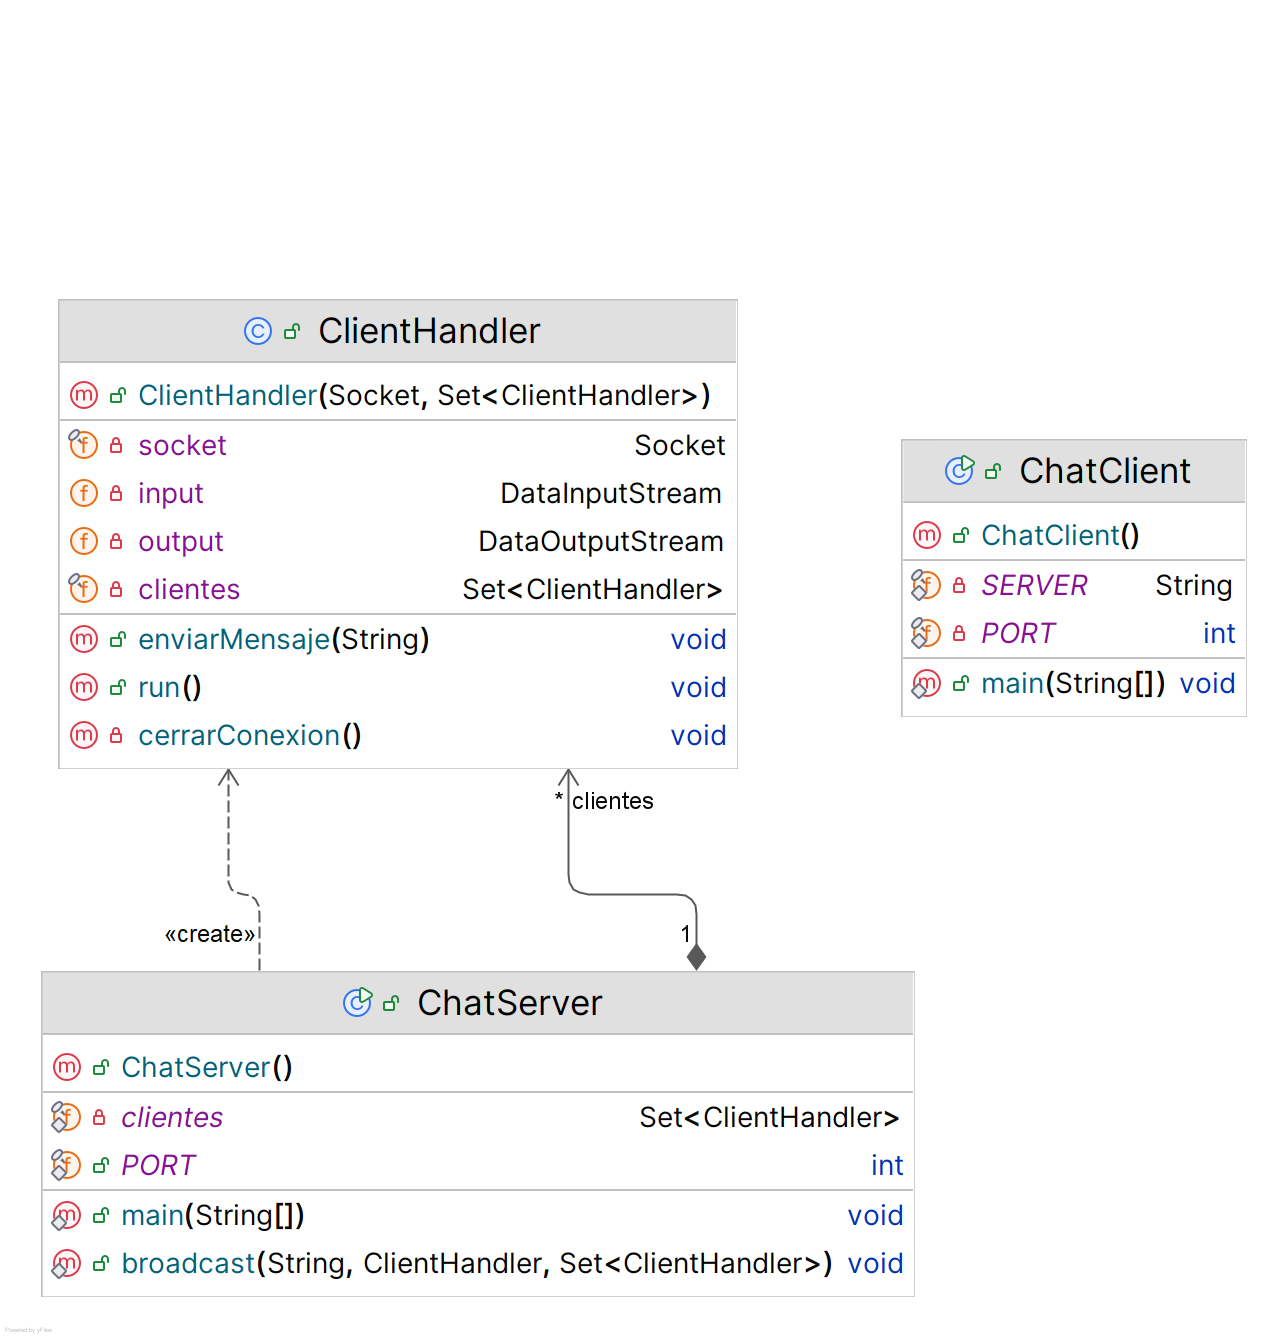 ClientHandler
ClientHandler(Socket, Set<ClientHandler>)
socket Socket
input DataInputStream
output DataOutputStream
clientes Set<ClientHandler>
enviarMensaje(String) void
run() void
cerrarConexion() void
ChatClient
ChatClient()
SERVER String
PORT int
main(String[]) void
* clientes
«create»
1
ChatServer
ChatServer()
clientes Set<ClientHandler>
PORT int
main(String[]) void
broadcast(String, ClientHandler, Set<ClientHandler>) void
Powered by yFiles